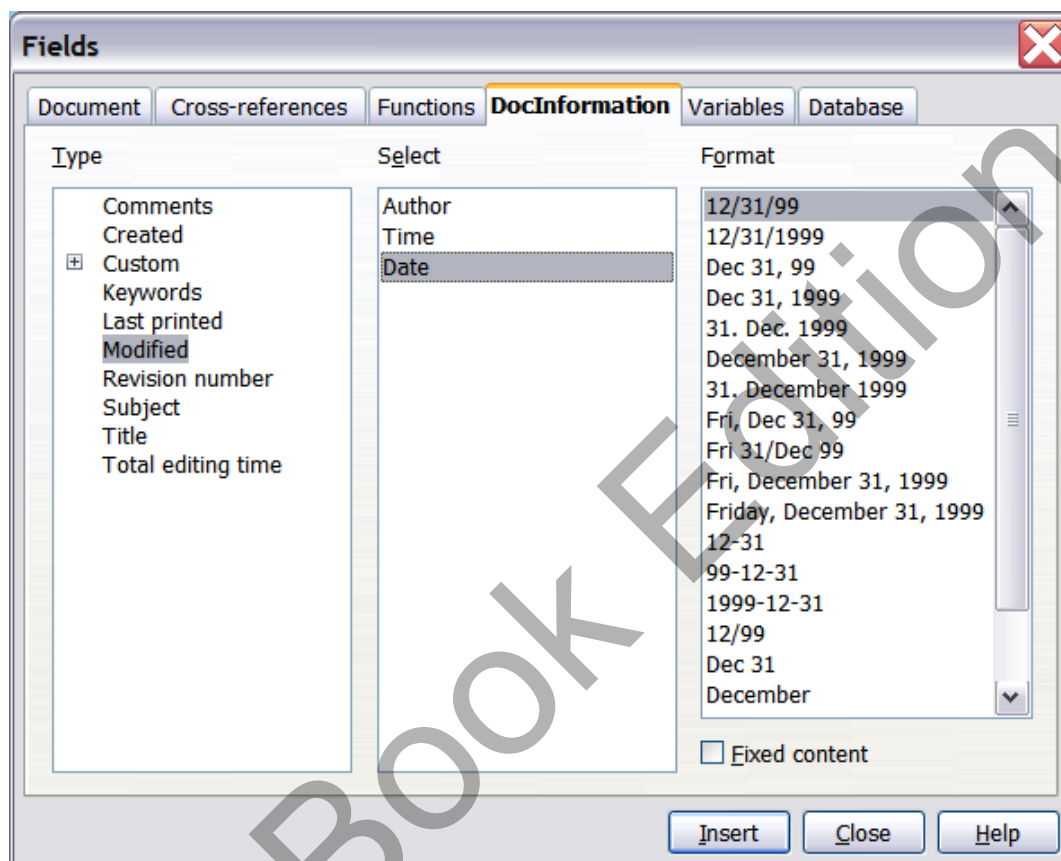 Fields
Document Cross-references Functions DocInformation Variables Database
Type
Comments
Created
Custom
Keywords
Last printed
Modified
Revision number
Subject
Title
Total editing time
Select
Author
Time
Date
Format
12/31/99
12/31/1999
Dec 31, 99
Dec 31, 1999
31. Dec. 1999
December 31, 1999
31. December 1999
Fri, Dec 31, 99
Fri 31/Dec 99
Fri, December 31, 1999
Friday, December 31, 1999
12-31
99-12-31
1999-12-31
12/99
Dec 31
December
Fixed content
Insert Close Help
Book Edition